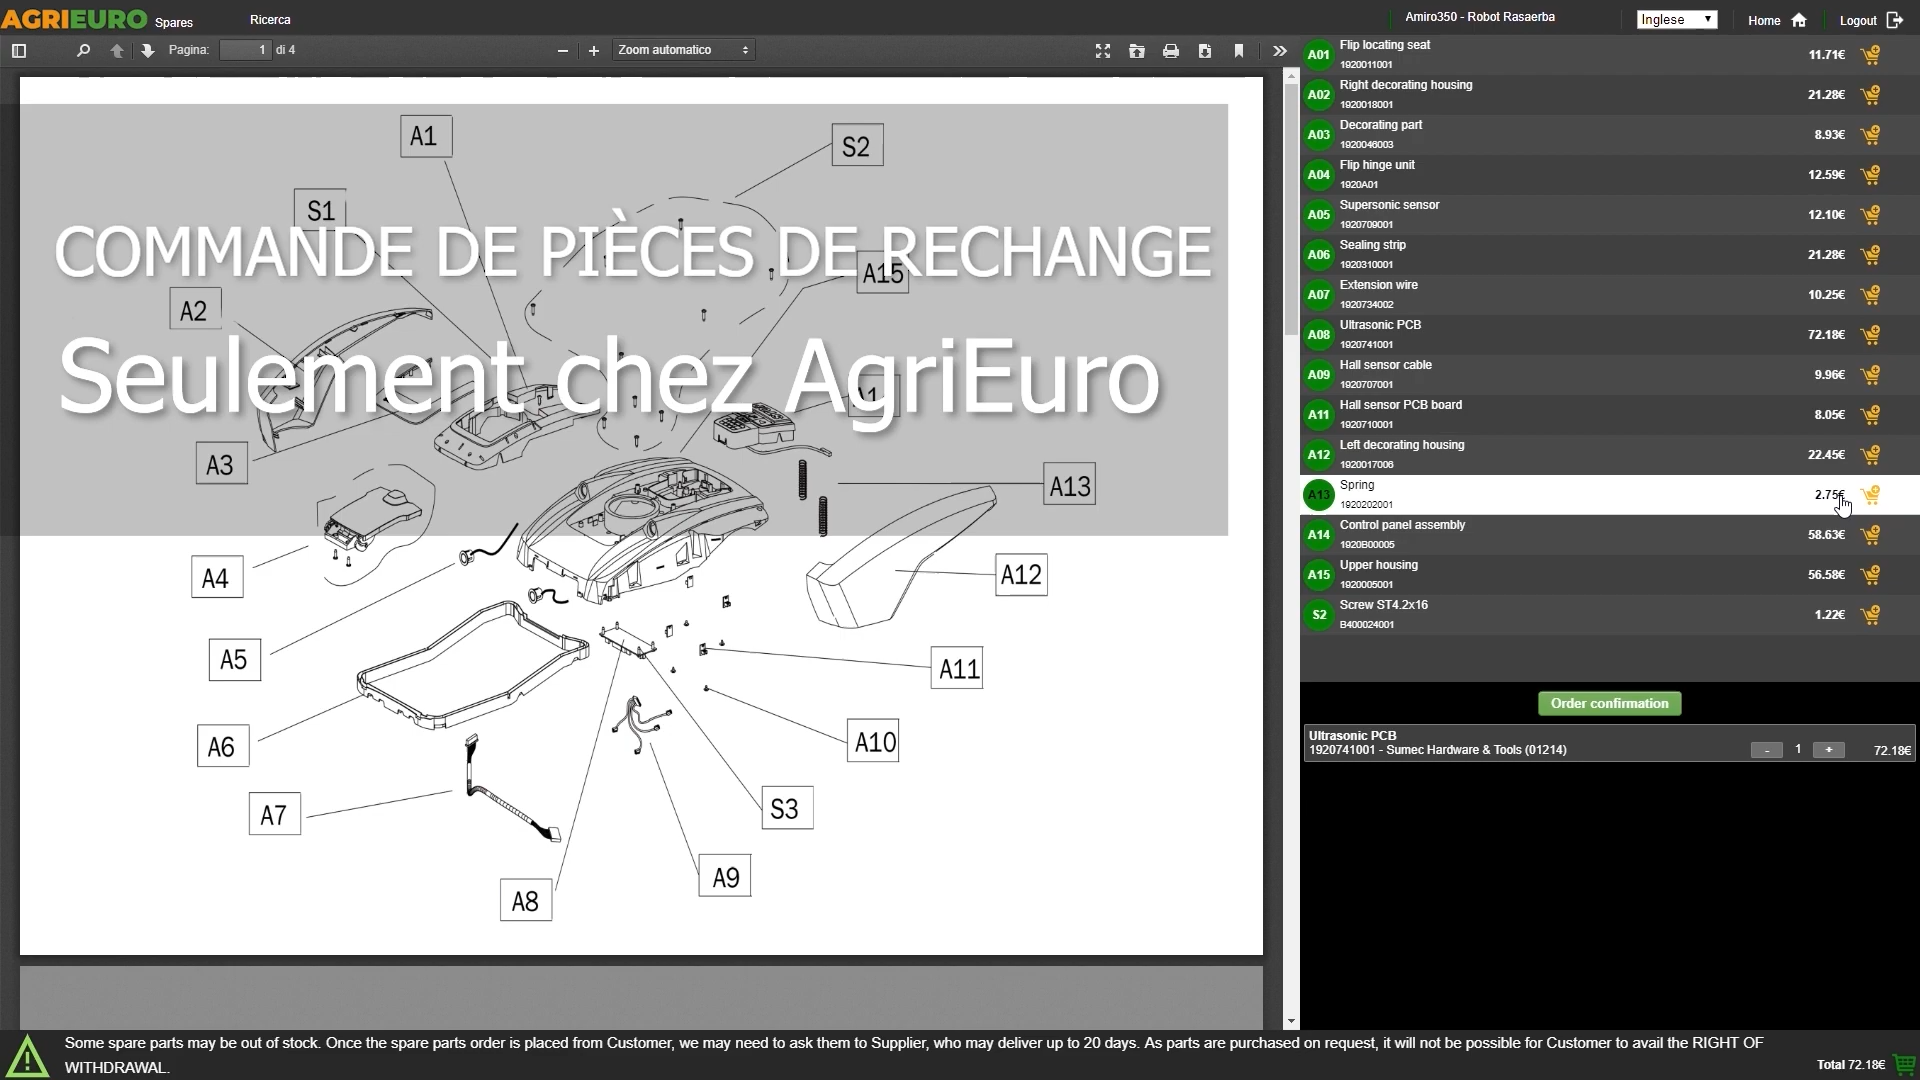 AGRIEURO Spares
Ricerca
Amiro350 - Robot Rasaerba
Inglese
Home
Logout
Pagina: 1 di 4
Zoom automatico
COMMANDE DE PIÈCES DE RECHANGE
Seulement chez AgriEuro
A1
S2
S1
A15
A2
A1
A3
A13
A4
A12
A5
A11
A6
A10
A7
S3
A9
A8
A01 Flip locating seat 11.71€
1920011001
A02 Right decorating housing 21.28€
1920018001
A03 Decorating part 8.93€
1920046003
A04 Flip hinge unit 12.59€
1920A01
A05 Supersonic sensor 12.10€
1920709001
A06 Sealing strip 21.28€
1920310001
A07 Extension wire 10.25€
1920734002
A08 Ultrasonic PCB 72.18€
1920741001
A09 Hall sensor cable 9.96€
1920707001
A11 Hall sensor PCB board 8.05€
1920710001
A12 Left decorating housing 22.45€
1920017006
A13 Spring 2.75€
1920202001
A14 Control panel assembly 58.63€
1920B00005
A15 Upper housing 56.58€
1920005001
S2 Screw ST4.2x16 1.22€
B400024001
Order confirmation
Ultrasonic PCB
1920741001 - Sumec Hardware & Tools (01214) - 1 + 72.18€
Some spare parts may be out of stock. Once the spare parts order is placed from Customer, we may need to ask them to Supplier, who may deliver up to 20 days. As parts are purchased on request, it will not be possible for Customer to avail the RIGHT OF
WITHDRAWAL.
Total 72.18€